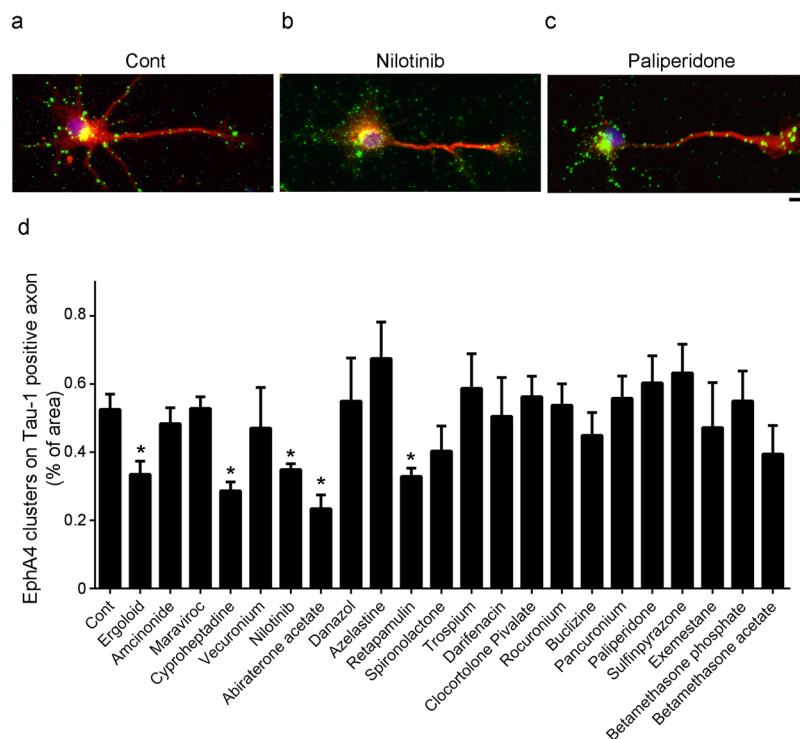 a
b
c
Cont
Nilotinib
Paliperidone
d
EphA4 clusters on Tau-1 positive axon
(% of area)
0.8
0.6
0.4
0.2
0
*
*
*
*
*
Cont
Ergoloid
Amcinonide
Maraviroc
Cyproheptadine
Vecuronium
Nilotinib
Abiraterone acetate
Danazol
Azelastine
Retapamulin
Spironolactone
Trospium
Darifenacin
Clocortolone Pivalate
Rocuronium
Buclizine
Pancuronium
Paliperidone
Sulfinpyrazone
Exemestane
Betamethasone phosphate
Betamethasone acetate